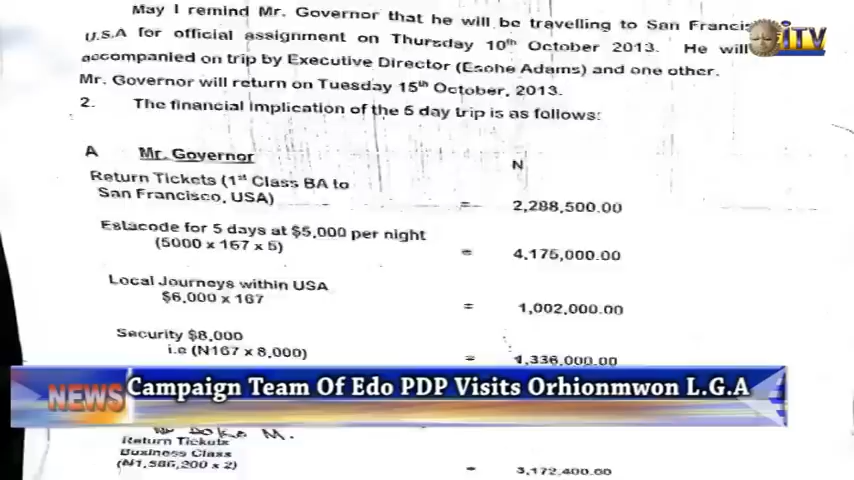 May I remind Mr. Governor that he will be travelling to San Francis
U.S.A for official assignment on Thursday 10th October 2013. He will
accompanied on trip by Executive Director (Esohe Adams) and one other.
Mr. Governor will return on Tuesday 15th October, 2013.
2. The financial implication of the 5 day trip is as follows:
A Mr. Governor N
Return Tickets (1st Class BA to
San Francisco, USA) = 2,288,500.00
Estacode for 5 days at $5,000 per night
(5000 x 167 x 5) = 4,175,000.00
Local Journeys within USA
$6,000 x 167 = 1,002,000.00
Security $8,000
i.e (N167 x 8,000) = 1,336,000.00
Return Tickets
Business Class
(N1,586,200 x 2) = 3,172,400.00
iTV
NEWS
Campaign Team Of Edo PDP Visits Orhionmwon L.G.A